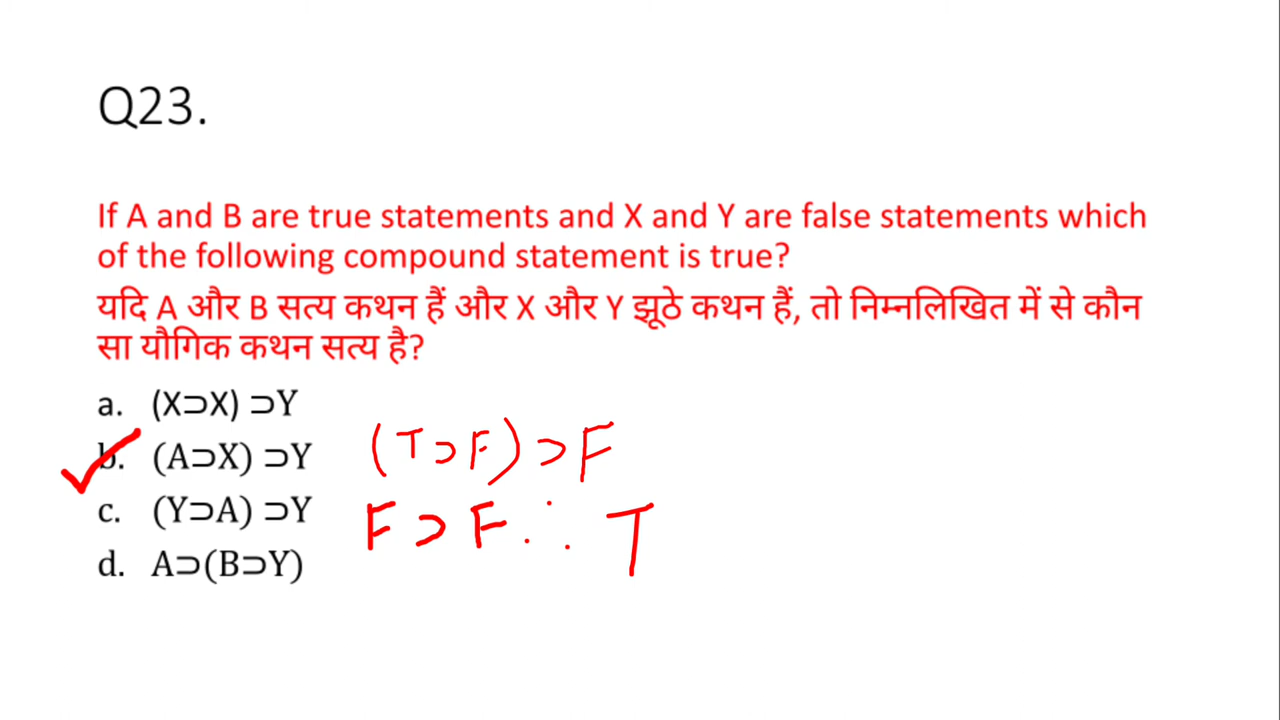 Q23.
If A and B are true statements and X and Y are false statements which
of the following compound statement is true?
यदि A और B सत्य कथन हैं और X और Y झूठे कथन हैं, तो निम्नलिखित में से कौन
सा यौगिक कथन सत्य है?
a. (X⊃X) ⊃Y
b. (A⊃X) ⊃Y (T⊃F)⊃F
c. (Y⊃A) ⊃Y F⊃F∴ T
d. A⊃(B⊃Y)